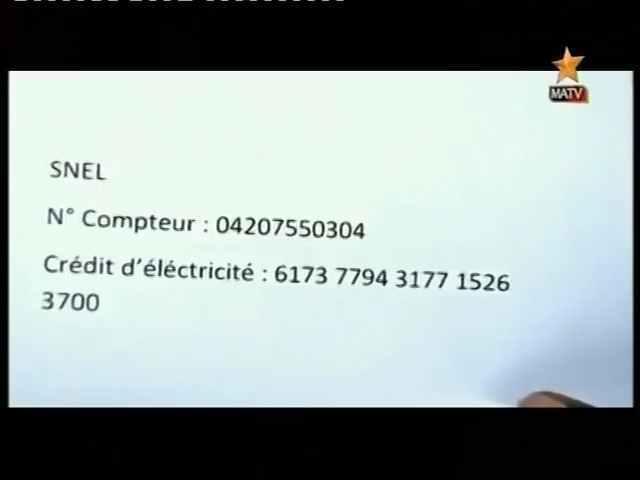 MATV
SNEL
N° Compteur : 04207550304
Crédit d'éléctricité : 6173 7794 3177 1526
3700